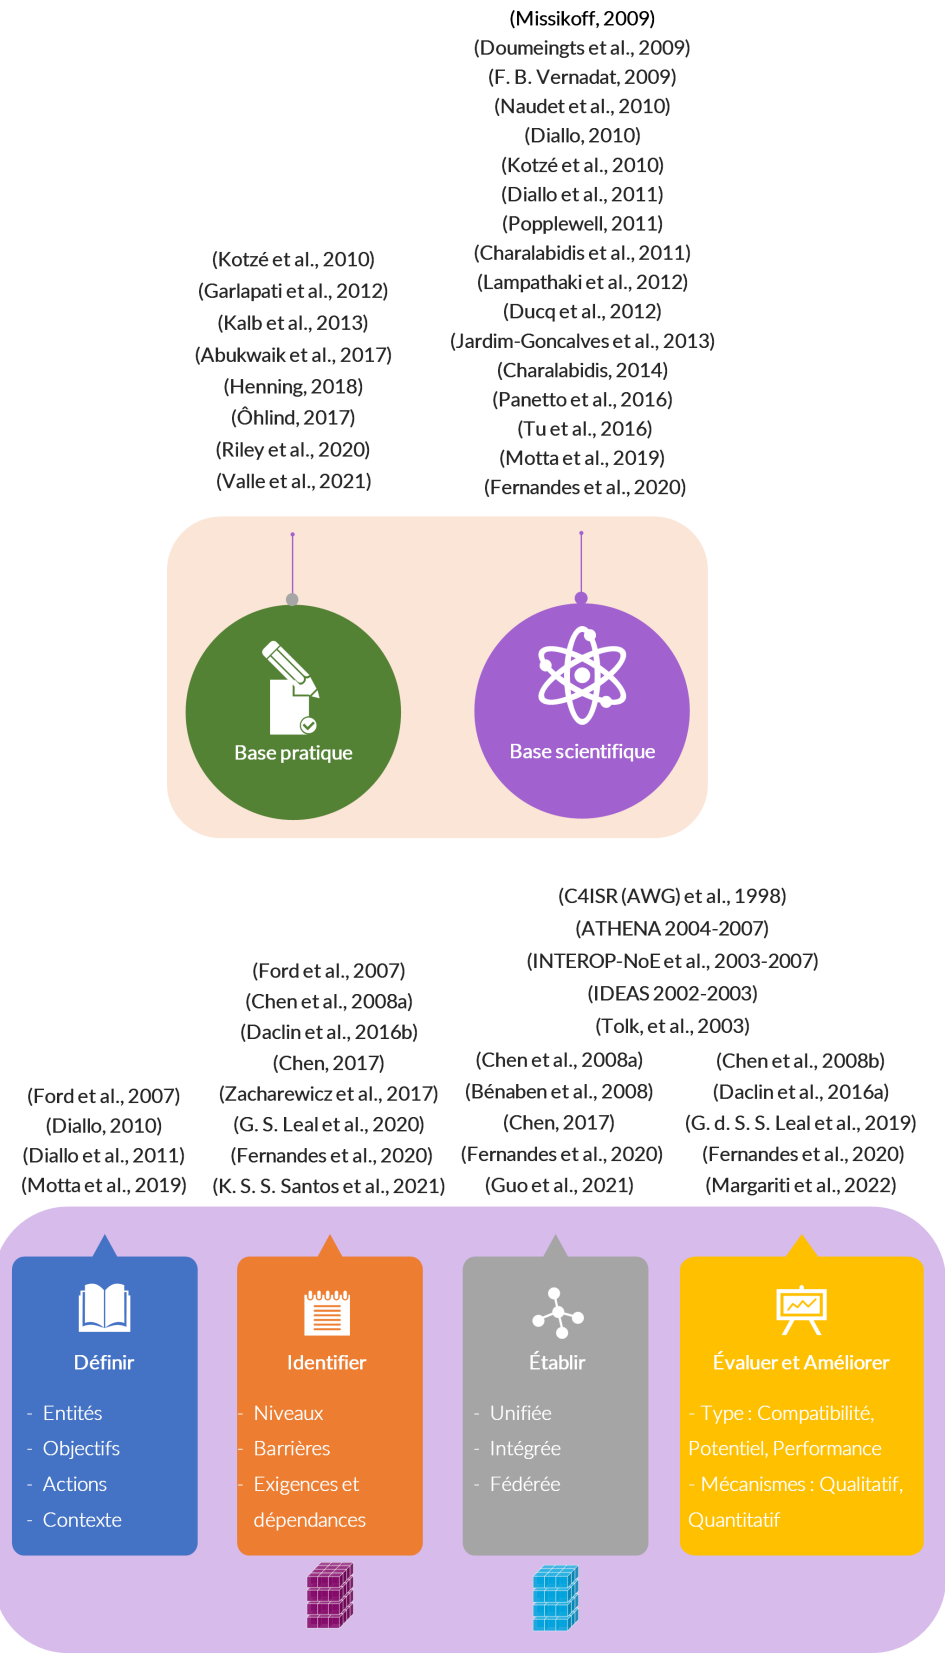 (Missikoff, 2009)
(Doumeingts et al., 2009)
(F. B. Vernadat, 2009)
(Naudet et al., 2010)
(Diallo, 2010)
(Kotzé et al., 2010)
(Diallo et al., 2011)
(Popplewell, 2011)
(Charalabidis et al., 2011)
(Lampathaki et al., 2012)
(Ducq et al., 2012)
(Jardim-Goncalves et al., 2013)
(Charalabidis, 2014)
(Panetto et al., 2016)
(Tu et al., 2016)
(Motta et al., 2019)
(Fernandes et al., 2020)
(Kotzé et al., 2010)
(Garlapati et al., 2012)
(Kalb et al., 2013)
(Abukwaik et al., 2017)
(Henning, 2018)
(Ôhlind, 2017)
(Riley et al., 2020)
(Valle et al., 2021)
Base pratique
Base scientifique
(C4ISR (AWG) et al., 1998)
(ATHENA 2004-2007)
(INTEROP-NoE et al., 2003-2007)
(IDEAS 2002-2003)
(Tolk, et al., 2003)
(Ford et al., 2007)
(Diallo, 2010)
(Diallo et al., 2011)
(Motta et al., 2019)
(Ford et al., 2007)
(Chen et al., 2008a)
(Daclin et al., 2016b)
(Chen, 2017)
(Zacharewicz et al., 2017)
(G. S. Leal et al., 2020)
(Fernandes et al., 2020)
(K. S. S. Santos et al., 2021)
(Chen et al., 2008a)
(Bénaben et al., 2008)
(Chen, 2017)
(Fernandes et al., 2020)
(Guo et al., 2021)
(Chen et al., 2008b)
(Daclin et al., 2016a)
(G. d. S. S. Leal et al., 2019)
(Fernandes et al., 2020)
(Margariti et al., 2022)
Définir
- Entités
- Objectifs
- Actions
- Contexte
Identifier
- Niveaux
- Barrières
- Exigences et
dépendances
Établir
- Unifiée
- Intégrée
- Fédérée
Évaluer et Améliorer
- Type : Compatibilité,
Potentiel, Performance
- Mécanismes : Qualitatif,
Quantitatif